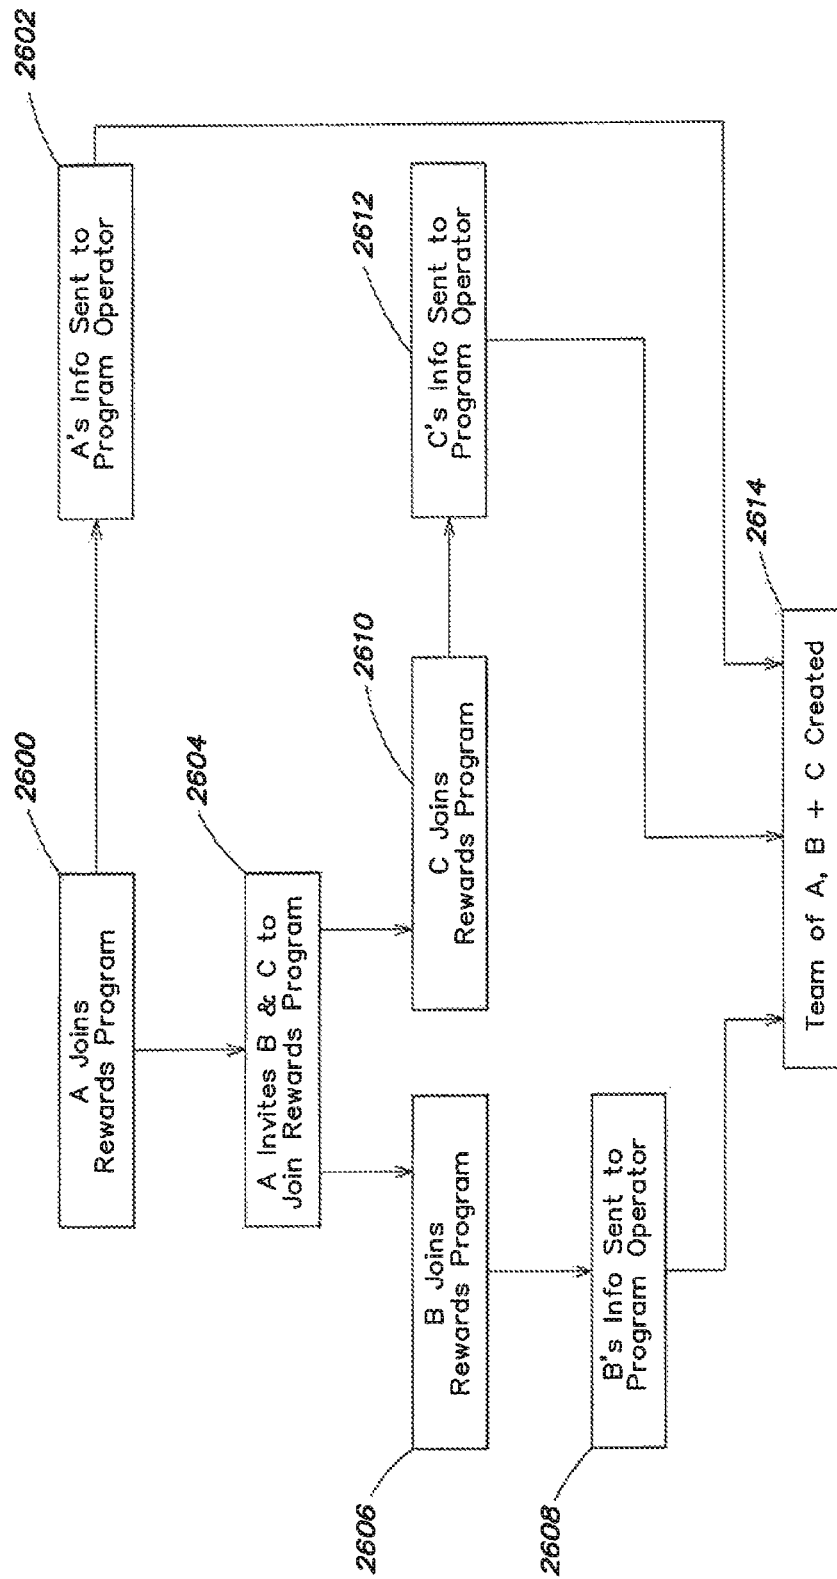 2600
A Joins
Rewards Program
2602
A's Info Sent to
Program Operator
2604
A Invites B & C to
Join Rewards Program
2606
B Joins
Rewards Program
2610
C Joins
Rewards Program
2612
C's Info Sent to
Program Operator
2608
B's Info Sent to
Program Operator
2614
Team of A, B + C Created